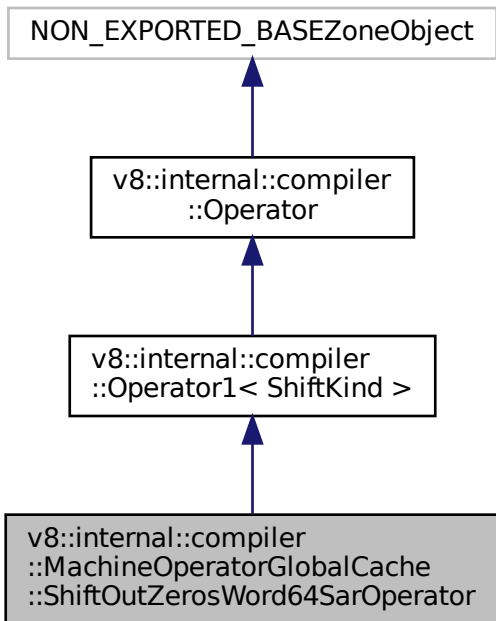 NON_EXPORTED_BASEZoneObject
v8::internal::compiler
::Operator
v8::internal::compiler
::Operator1< ShiftKind >
v8::internal::compiler
::MachineOperatorGlobalCache
::ShiftOutZerosWord64SarOperator